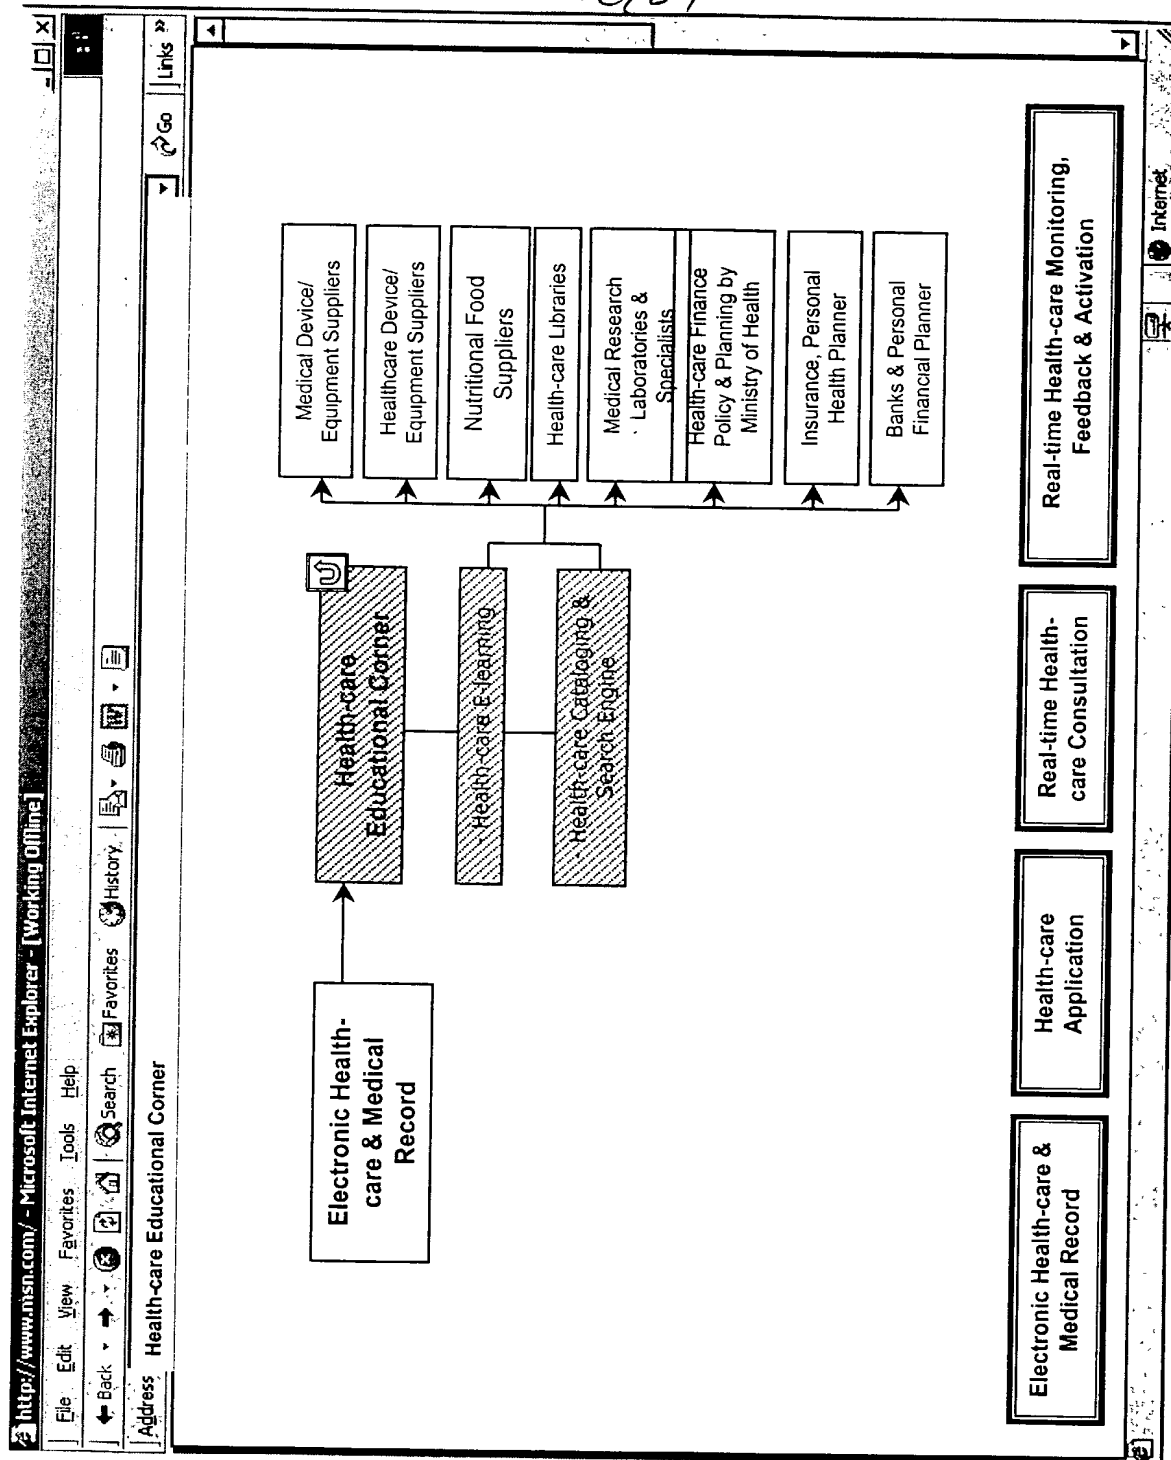 http://www.msn.com/ - Microsoft Internet Explorer - [Working Offline]
File Edit View Favorites Tools Help
Back Search Favorites History
Address Health-care Educational Corner Go Links »
Electronic Health-
care & Medical
Record
Health-care
Educational Corner
- Health-care E-learning
- Health-care Cataloging &
Search Engine
Medical Device/
Equipment Suppliers
Healthcare Device/
Equipment Suppliers
Nutritional Food
Suppliers
Health-care Libraries
Medical Research
Laboratories &
Specialists
Health-care Finance
Policy & Planning by
Ministry of Health
Insurance, Personal
Health Planner
Banks & Personal
Financial Planner
Electronic Health-care &
Medical Record
Health-care
Application
Real-time Health-
care Consultation
Real-time Health-care Monitoring,
Feedback & Activation
Internet